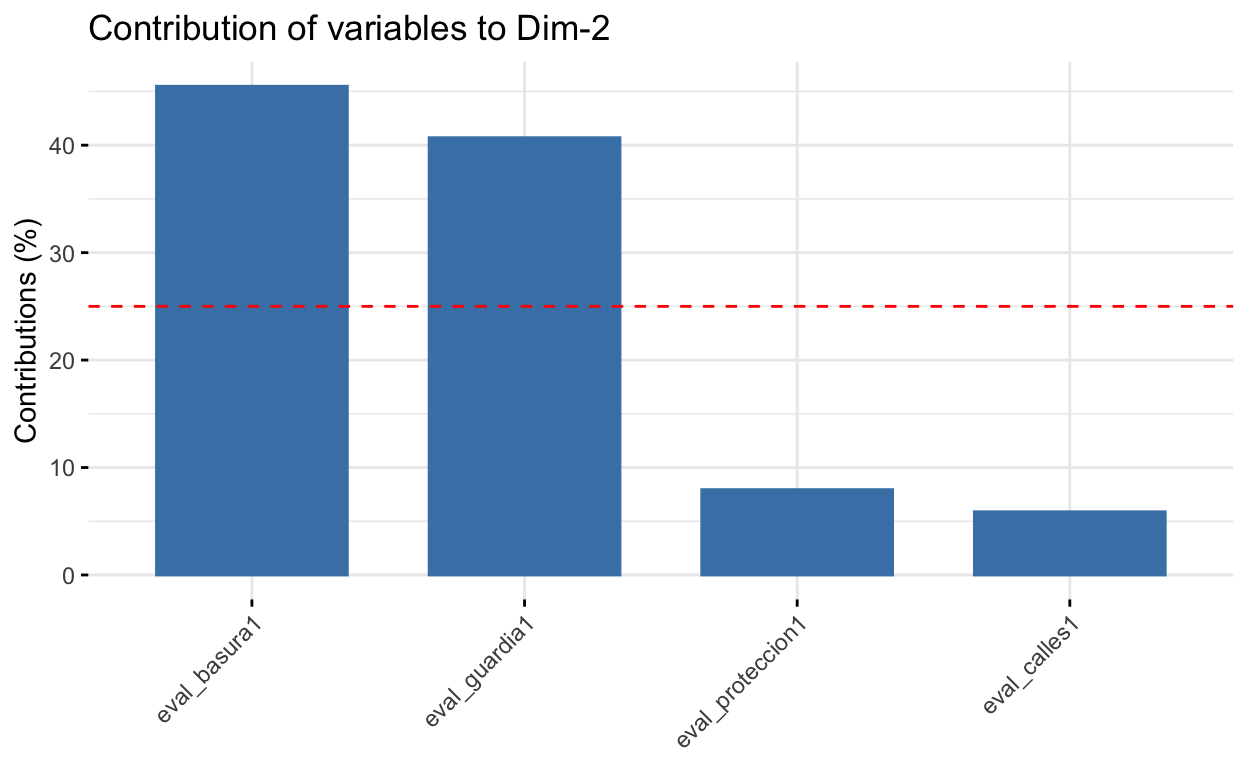 Contribution of variables to Dim-2
Contributions (%)
40
30
20
10
0
eval_basura1
eval_guardia1
eval_proteccion1
eval_calles1